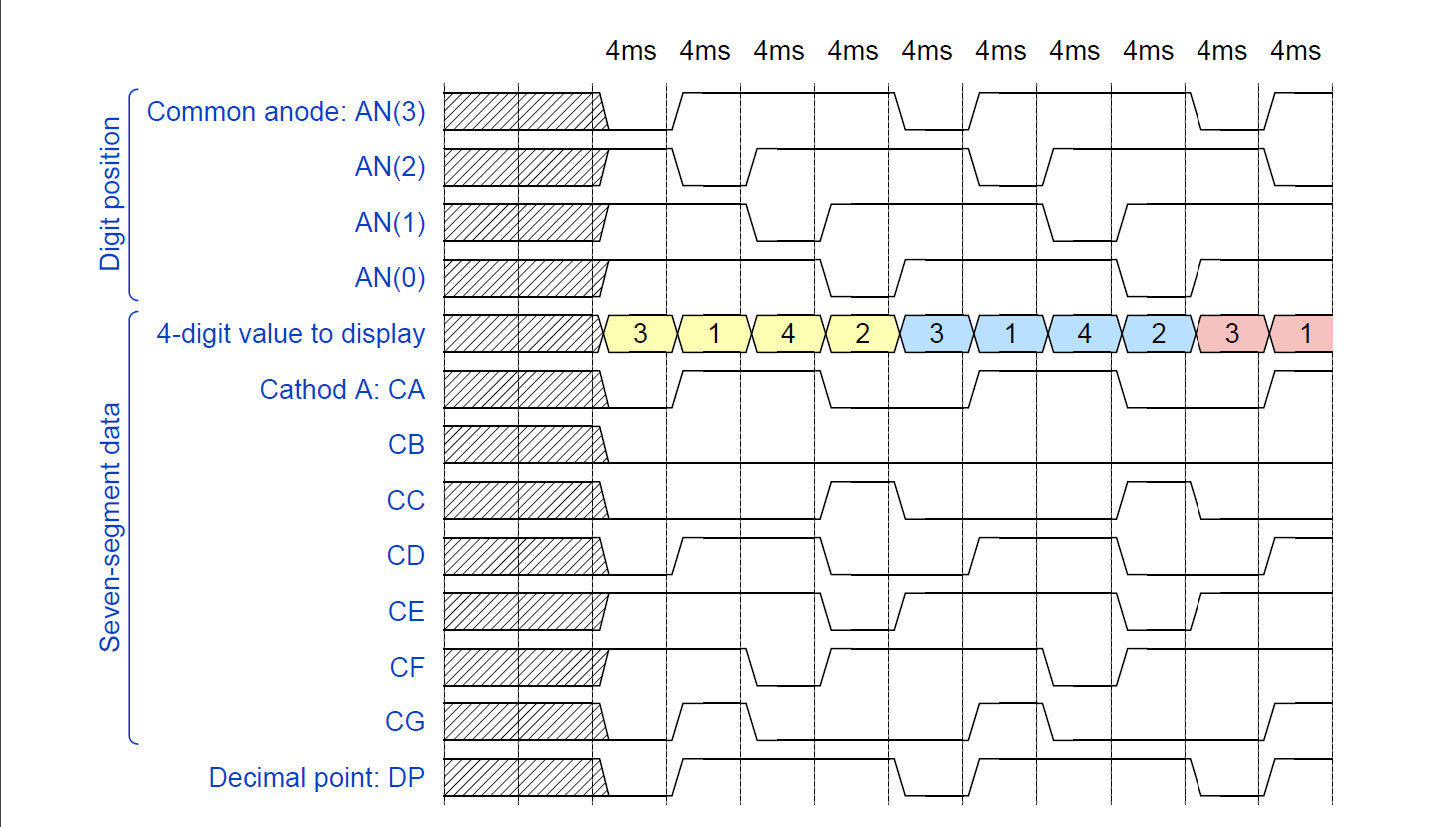 4ms 4ms 4ms 4ms 4ms 4ms 4ms 4ms 4ms 4ms
Digit position
Common anode: AN(3)
AN(2)
AN(1)
AN(0)
Seven-segment data
4-digit value to display 3 1 4 2 3 1 4 2 3 1
Cathod A: CA
CB
CC
CD
CE
CF
CG
Decimal point: DP